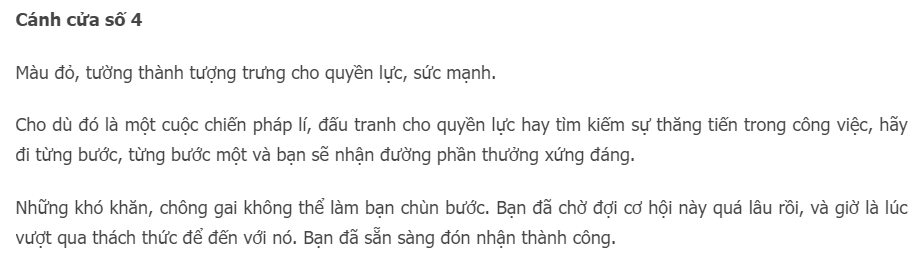 Cánh cửa số 4
Màu đỏ, tường thành tượng trưng cho quyền lực, sức mạnh.
Cho dù đó là một cuộc chiến pháp lí, đấu tranh cho quyền lực hay tìm kiếm sự thăng tiến trong công việc, hãy
đi từng bước, từng bước một và bạn sẽ nhận đường phần thưởng xứng đáng.
Những khó khăn, chông gai không thể làm bạn chùn bước. Bạn đã chờ đợi cơ hội này quá lâu rồi, và giờ là lúc
vượt qua thách thức để đến với nó. Bạn đã sẵn sàng đón nhận thành công.